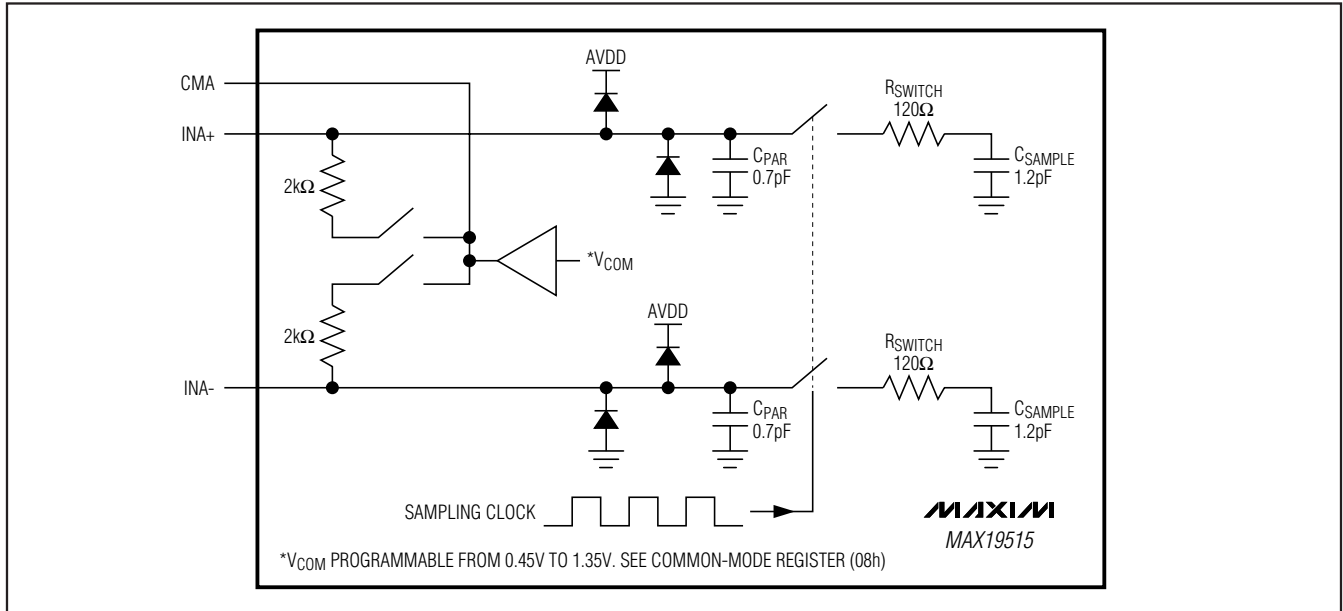 AVDD
CMA
RSWITCH
120Ω
INA+
CPAR
0.7pF
CSAMPLE
1.2pF
2kΩ
*VCOM
AVDD
2kΩ
RSWITCH
120Ω
INA-
CPAR
0.7pF
CSAMPLE
1.2pF
SAMPLING CLOCK
MAXIM
MAX19515
*VCOM PROGRAMMABLE FROM 0.45V TO 1.35V. SEE COMMON-MODE REGISTER (08h)